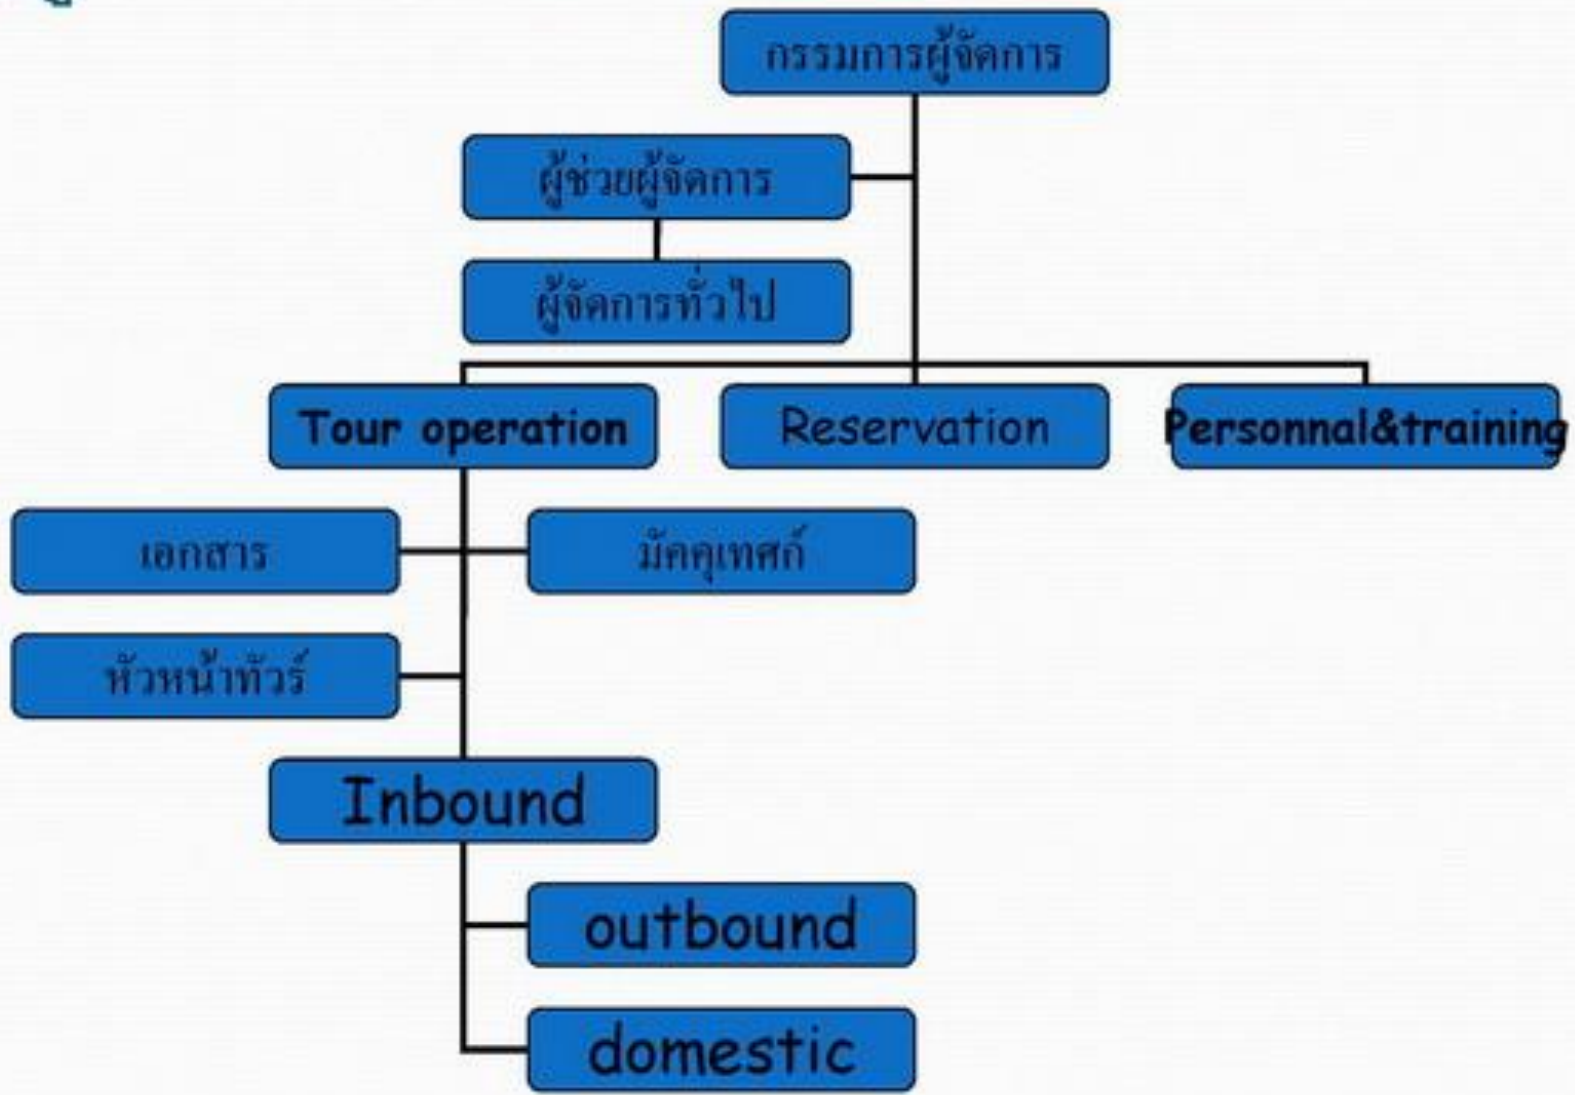 กรรมการผู้จัดการ
ผู้ช่วยผู้จัดการ
ผู้จัดการทั่วไป
Tour operation
Reservation
Personnal&training
เอกสาร
มัคคุเทศก์
หัวหน้าทัวร์
Inbound
outbound
domestic